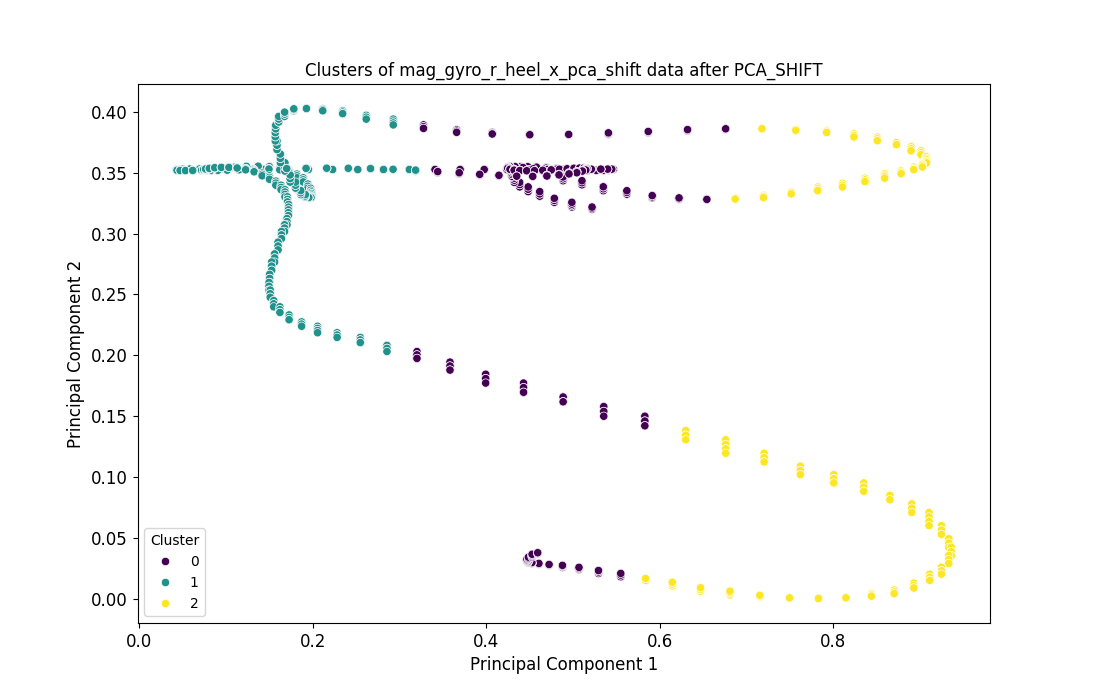 Clusters of mag_gyro_r_heel_x_pca_shift data after PCA_SHIFT
Principal Component 2
0.40
0.35
0.30
0.25
0.20
0.15
0.10
0.05
0.00
Cluster
0
1
2
0.0 0.2 0.4 0.6 0.8
Principal Component 1